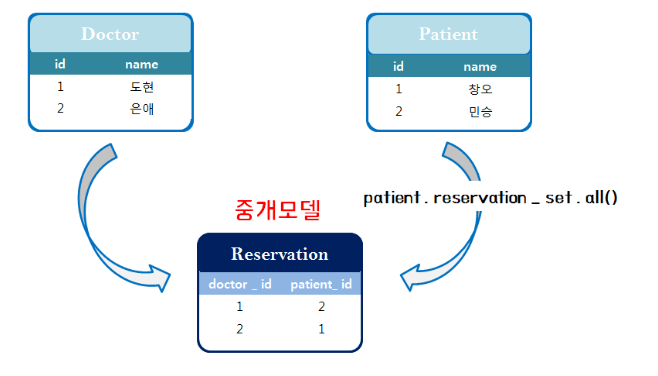 Doctor
id name
1 도현
2 은애
Patient
id name
1 창오
2 민승
patient . reservation _ set . all()
중개모델
Reservation
doctor _ id patient_ id
1 2
2 1